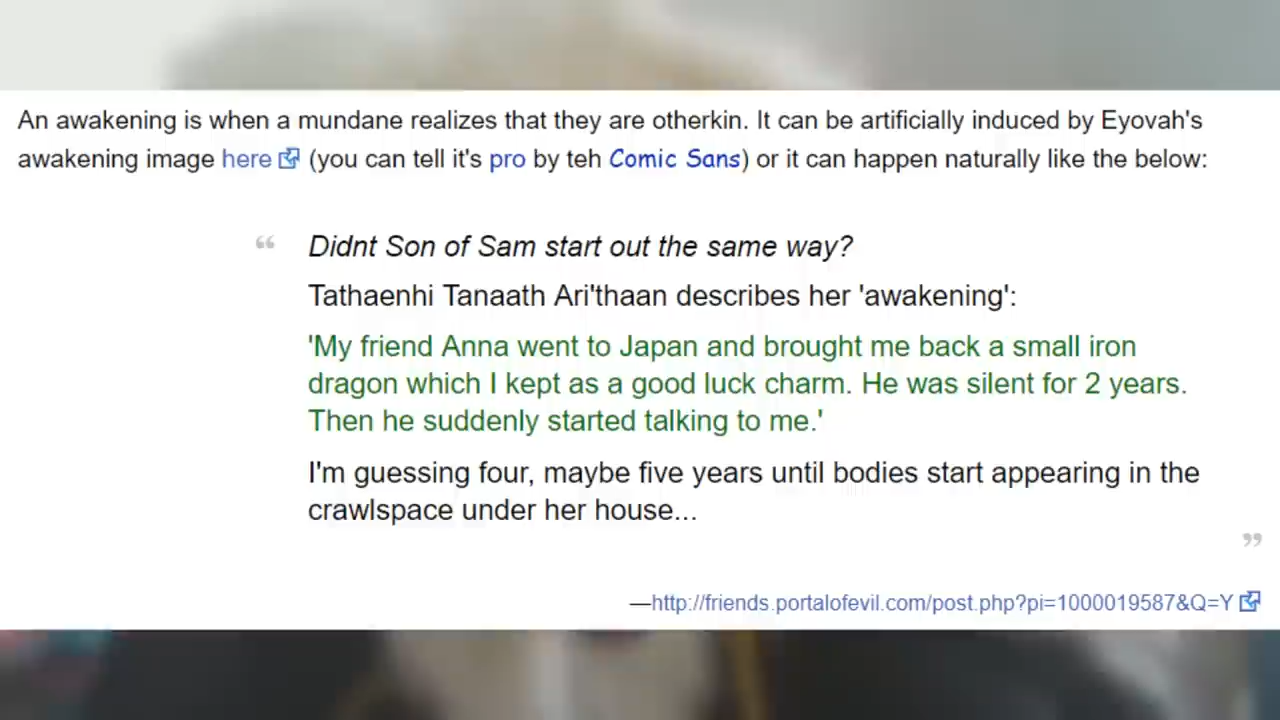 An awakening is when a mundane realizes that they are otherkin. It can be artificially induced by Eyovah's
awakening image here (you can tell it's pro by teh Comic Sans) or it can happen naturally like the below:
“ Didnt Son of Sam start out the same way?
Tathaenhi Tanaath Ari'thaan describes her 'awakening':
'My friend Anna went to Japan and brought me back a small iron
dragon which I kept as a good luck charm. He was silent for 2 years.
Then he suddenly started talking to me.'
I'm guessing four, maybe five years until bodies start appearing in the
crawlspace under her house...
”
—http://friends.portalofevil.com/post.php?pi=1000019587&Q=Y